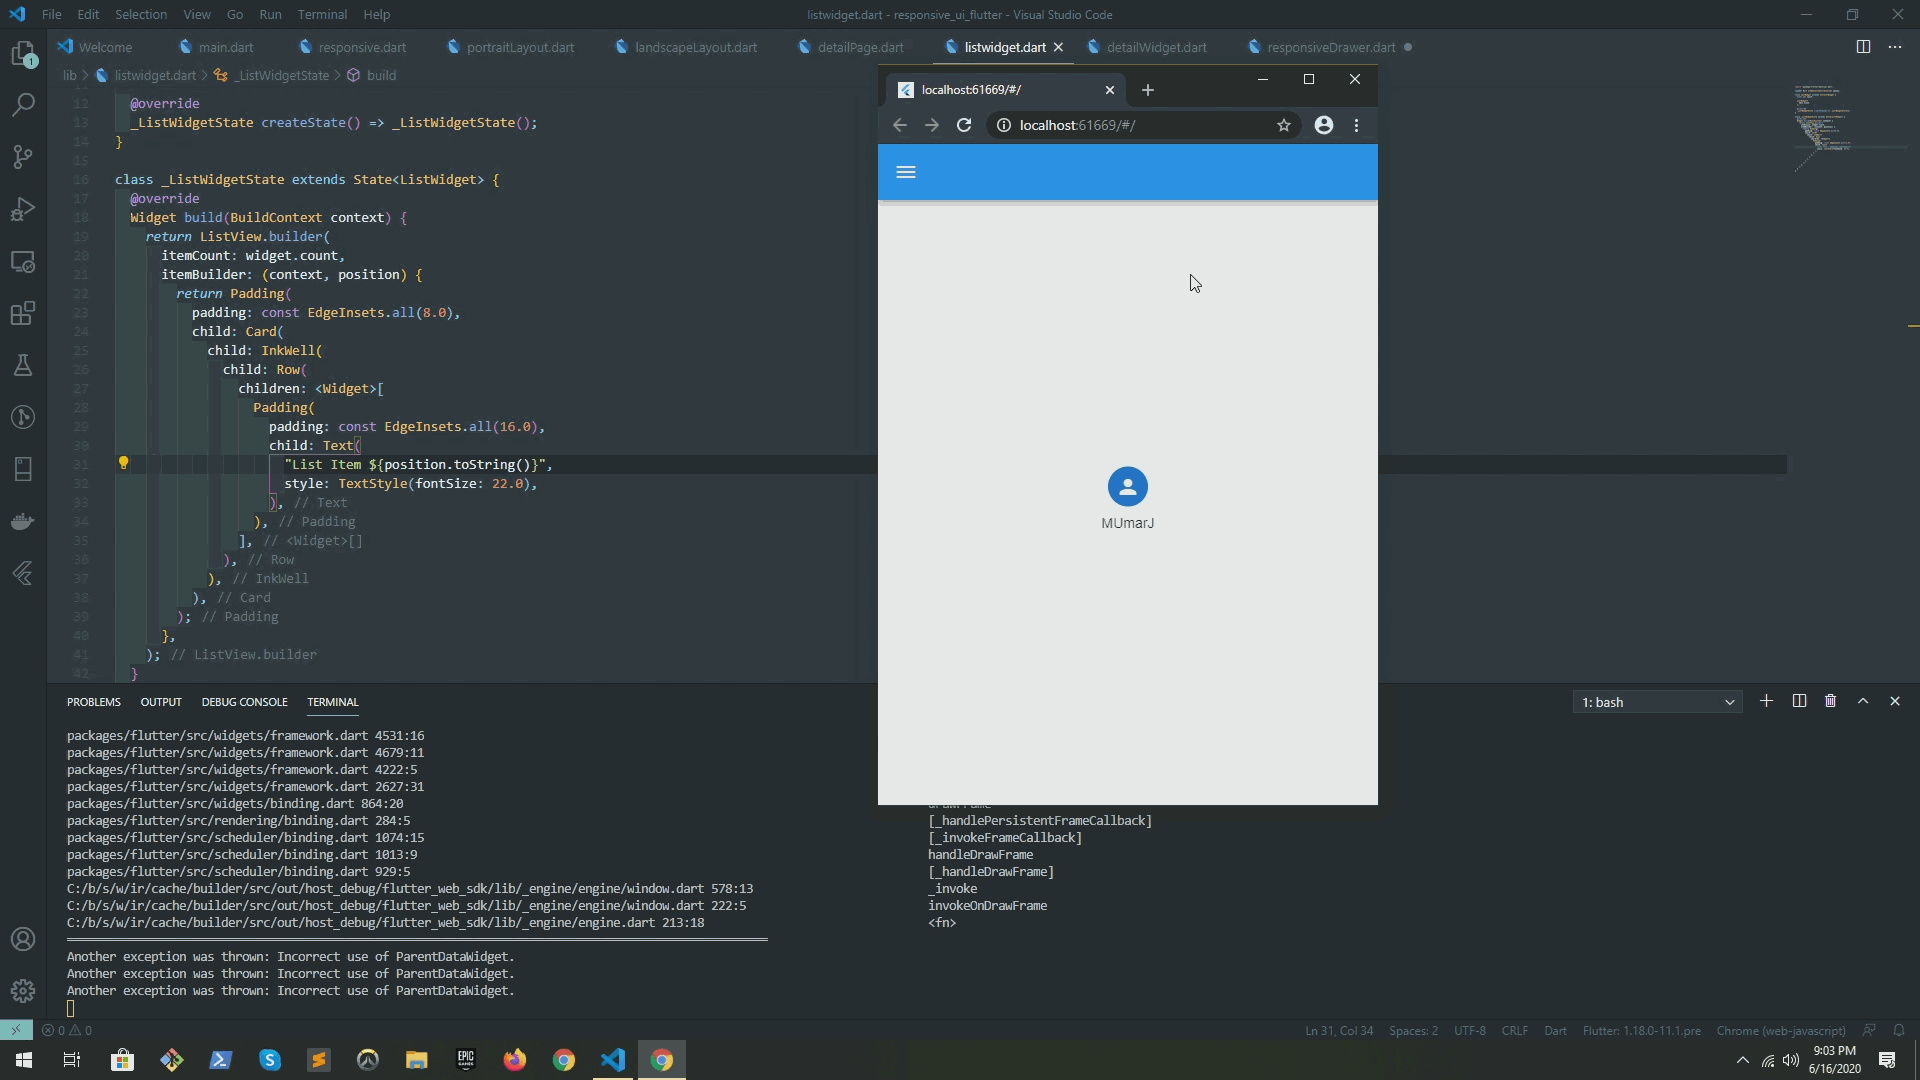 File Edit Selection View Go Run Terminal Help
listwidget.dart - responsive_ui_flutter - Visual Studio Code
Welcome main.dart responsive.dart portraitLayout.dart landscapeLayout.dart detailPage.dart listwidget.dart detailWidget.dart responsiveDrawer.dart
lib > listwidget.dart > _ListWidgetState > build
12 @override
13 _ListWidgetState createState() => _ListWidgetState();
14 }
15
16 class _ListWidgetState extends State<ListWidget> {
17 @override
18 Widget build(BuildContext context) {
19 return ListView.builder(
20 itemCount: widget.count,
21 itemBuilder: (context, position) {
22 return Padding(
23 padding: const EdgeInsets.all(8.0),
24 child: Card(
25 child: InkWell(
26 child: Row(
27 children: <Widget>[
28 Padding(
29 padding: const EdgeInsets.all(16.0),
30 child: Text(
31 "List Item ${position.toString()}",
32 style: TextStyle(fontSize: 22.0),
33 ), // Text
34 ), // Padding
35 ], // <Widget>[]
36 ), // Row
37 ), // InkWell
38 ), // Card
39 ); // Padding
40 },
41 ); // ListView.builder
42 }
localhost:61669/#/
localhost:61669/#/
MUmarJ
PROBLEMS OUTPUT DEBUG CONSOLE TERMINAL
1: bash
packages/flutter/src/widgets/framework.dart 4531:16
packages/flutter/src/widgets/framework.dart 4679:11
packages/flutter/src/widgets/framework.dart 4222:5
packages/flutter/src/widgets/framework.dart 2627:31
packages/flutter/src/widgets/binding.dart 864:20
packages/flutter/src/rendering/binding.dart 284:5 [_handlePersistentFrameCallback]
packages/flutter/src/scheduler/binding.dart 1074:15 [_invokeFrameCallback]
packages/flutter/src/scheduler/binding.dart 1013:9 handleDrawFrame
packages/flutter/src/scheduler/binding.dart 929:5 [_handleDrawFrame]
C:/b/s/w/ir/cache/builder/src/out/host_debug/flutter_web_sdk/lib/_engine/engine/window.dart 578:13 _invoke
C:/b/s/w/ir/cache/builder/src/out/host_debug/flutter_web_sdk/lib/_engine/engine/window.dart 222:5 invokeOnDrawFrame
C:/b/s/w/ir/cache/builder/src/out/host_debug/flutter_web_sdk/lib/_engine/engine.dart 213:18 <fn>
Another exception was thrown: Incorrect use of ParentDataWidget.
Another exception was thrown: Incorrect use of ParentDataWidget.
Another exception was thrown: Incorrect use of ParentDataWidget.
0 0 Ln 31, Col 34 Spaces: 2 UTF-8 CRLF Dart Flutter: 1.18.0-11.1.pre Chrome (web-javascript)
EPIC GAMES
9:03 PM
6/16/2020